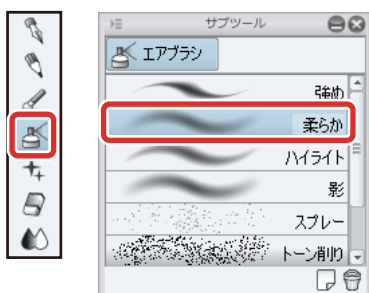 サブツール
エアブラシ
強め
柔らか
ハイライト
影
スプレー
トーン削り